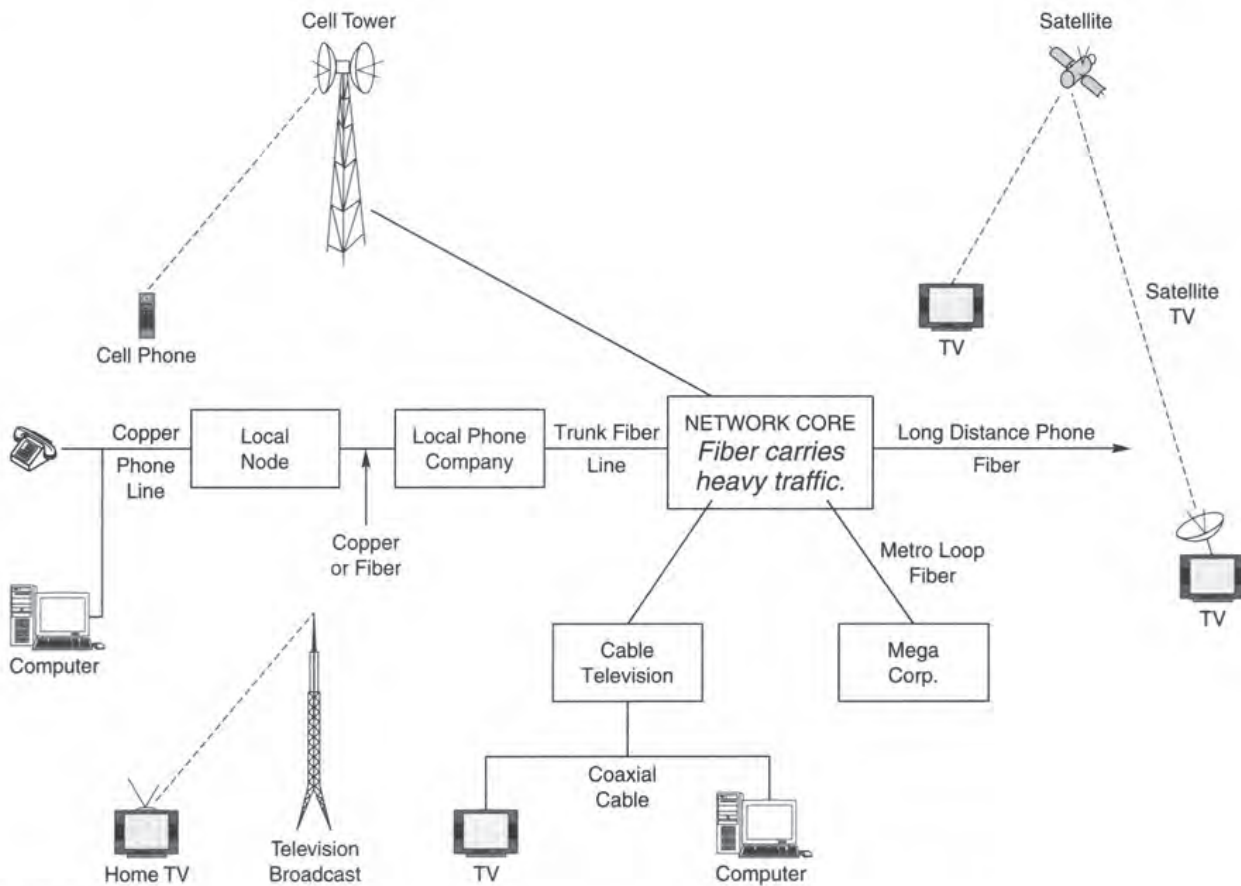 Cell Tower
Satellite
Cell Phone
TV
Satellite
TV
Copper
Phone
Line
Local
Node
Local Phone
Company
Trunk Fiber
Line
NETWORK CORE
Fiber carries
heavy traffic.
Long Distance Phone
Fiber
Copper
or Fiber
Metro Loop
Fiber
TV
Computer
Cable
Television
Mega
Corp.
Coaxial
Cable
Home TV
Television
Broadcast
TV
Computer